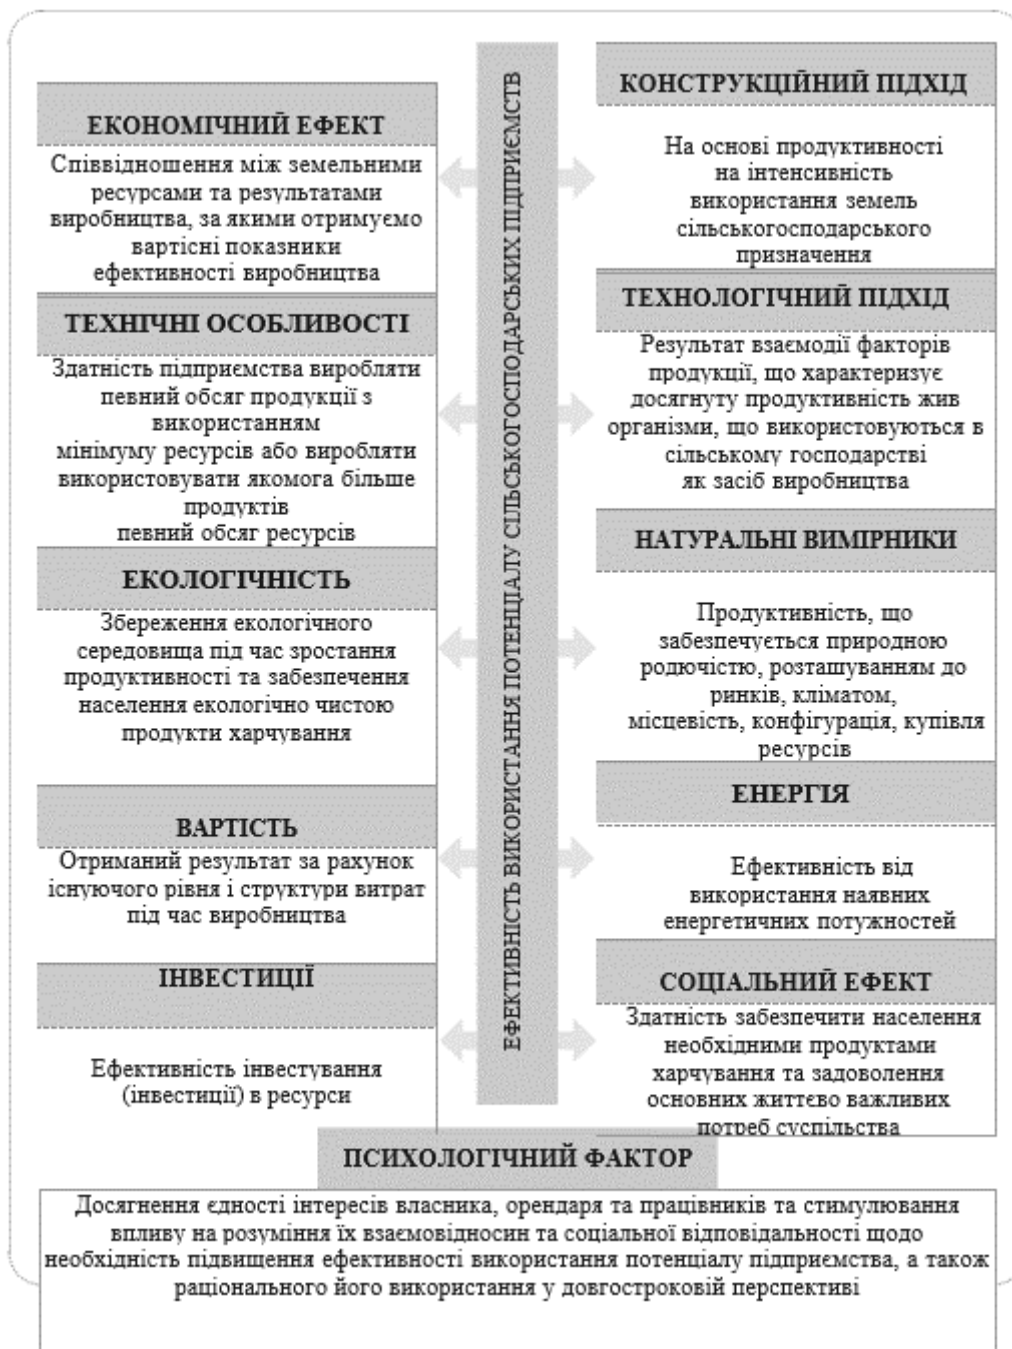 ЕКОНОМІЧНИЙ ЕФЕКТ
Співвідношення між земельними
ресурсами та результатами
виробництва, за якими отримуємо
вартісні показники
ефективності виробництва
ТЕХНІЧНІ ОСОБЛИВОСТІ
Здатність підприємства виробляти
певний обсяг продукції з
використанням
мінімуму ресурсів або виробляти
використовувати якомога більше
продуктів
певний обсяг ресурсів
ЕКОЛОГІЧНІСТЬ
Збереження екологічного
середовища під час зростання
продуктивності та забезпечення
населення екологічно чистою
продукти харчування
ВАРТІСТЬ
Отриманий результат за рахунок
існуючого рівня і структури витрат
під час виробництва
ІНВЕСТИЦІЇ
Ефективність інвестування
(інвестиції) в ресурси
ЕФЕКТИВНІСТЬ ВИКОРИСТАННЯ ПОТЕНЦІАЛУ СІЛЬСЬКОГОСПОДАРСЬКИХ ПІДПРИЄМСТВ
КОНСТРУКЦІЙНИЙ ПІДХІД
На основі продуктивності
на інтенсивність
використання земель
сільськогосподарського
призначення
ТЕХНОЛОГІЧНИЙ ПІДХІД
Результат взаємодії факторів
продукції, що характеризує
досягнуту продуктивність жив
організми, що використовуються в
сільському господарстві
як засіб виробництва
НАТУРАЛЬНІ ВИМІРНИКИ
Продуктивність, що
забезпечується природною
родючістю, розташуванням до
ринків, кліматом,
місцевість, конфігурація, купівля
ресурсів
ЕНЕРГІЯ
Ефективність від
використання наявних
енергетичних потужностей
СОЦІАЛЬНИЙ ЕФЕКТ
Здатність забезпечити населення
необхідними продуктами
харчування та задоволення
основних життєво важливих
потреб суспільства
ПСИХОЛОГІЧНИЙ ФАКТОР
Досягнення єдності інтересів власника, орендаря та працівників та стимулювання
впливу на розуміння їх взаємовідносин та соціальної відповідальності щодо
необхідність підвищення ефективності використання потенціалу підприємства, а також
раціонального його використання у довгостроковій перспективі